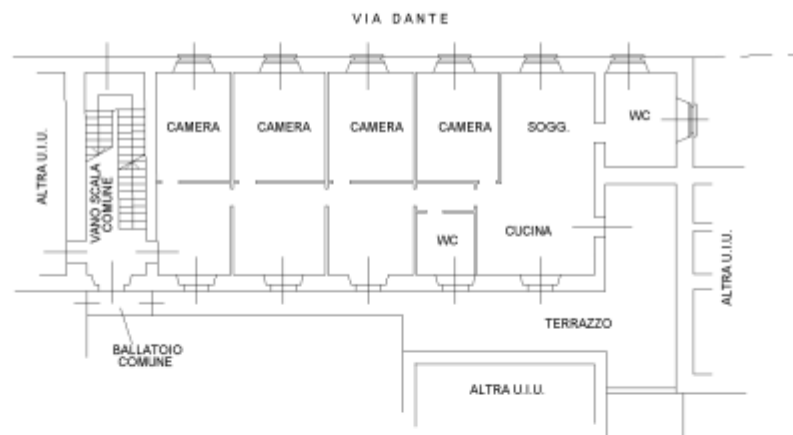 VIA DANTE
CAMERA
CAMERA
CAMERA
CAMERA
SOGG.
WC
ALTRA U.I.U.
VANO SCALA
COMUNE
WC
CUCINA
ALTRA U.I.U.
TERRAZZO
BALLATOIO
COMUNE
ALTRA U.I.U.